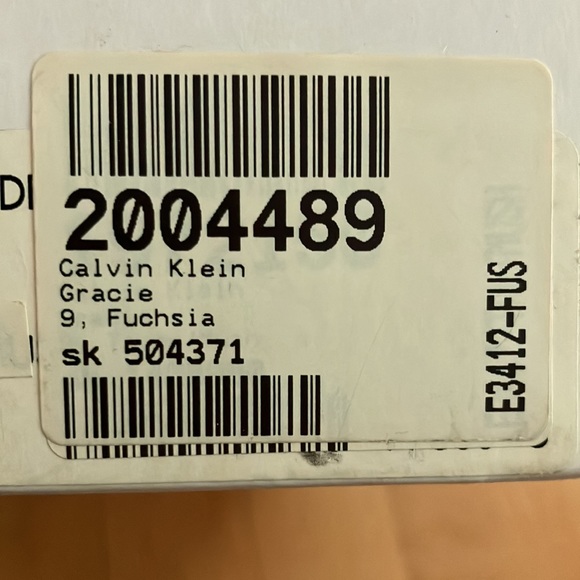 2004489
Calvin Klein
Gracie
9, Fuchsia
sk 504371
E3412-FUS